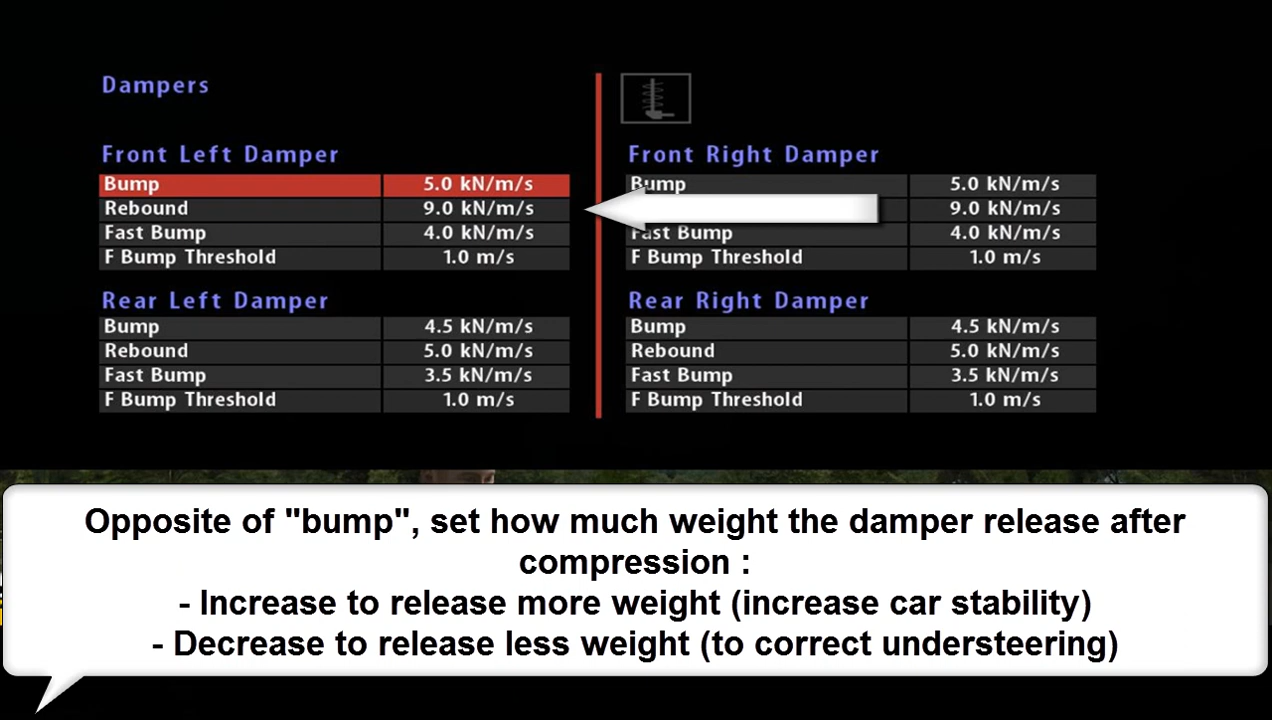 Dampers
Front Left Damper
Bump 5.0 kN/m/s
Rebound 9.0 kN/m/s
Fast Bump 4.0 kN/m/s
F Bump Threshold 1.0 m/s
Rear Left Damper
Bump 4.5 kN/m/s
Rebound 5.0 kN/m/s
Fast Bump 3.5 kN/m/s
F Bump Threshold 1.0 m/s
Front Right Damper
Bump 5.0 kN/m/s
9.0 kN/m/s
Fast Bump 4.0 kN/m/s
F Bump Threshold 1.0 m/s
Rear Right Damper
Bump 4.5 kN/m/s
Rebound 5.0 kN/m/s
Fast Bump 3.5 kN/m/s
F Bump Threshold 1.0 m/s
Opposite of "bump", set how much weight the damper release after
compression :
- Increase to release more weight (increase car stability)
- Decrease to release less weight (to correct understeering)